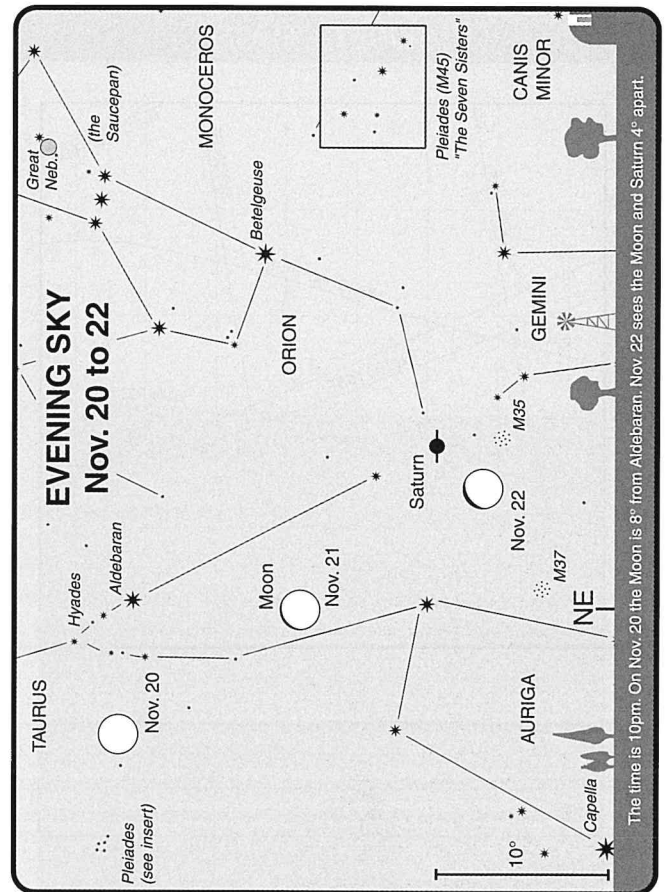 EVENING SKY
Nov. 20 to 22
TAURUS
Hyades
Aldebaran
Great
Neb.
(the
Saucepan)
MONOCEROS
Pleiades
(see insert)
Nov. 20
Moon
Nov. 21
ORION
Betelgeuse
Pleiades (M45)
"The Seven Sisters"
CANIS
MINOR
Saturn
Nov. 22
M35
GEMINI
M37
NE
AURIGA
Capella
10°
The time is 10pm. On Nov. 20 the Moon is 8° from Aldebaran. Nov. 22 sees the Moon and Saturn 4° apart.